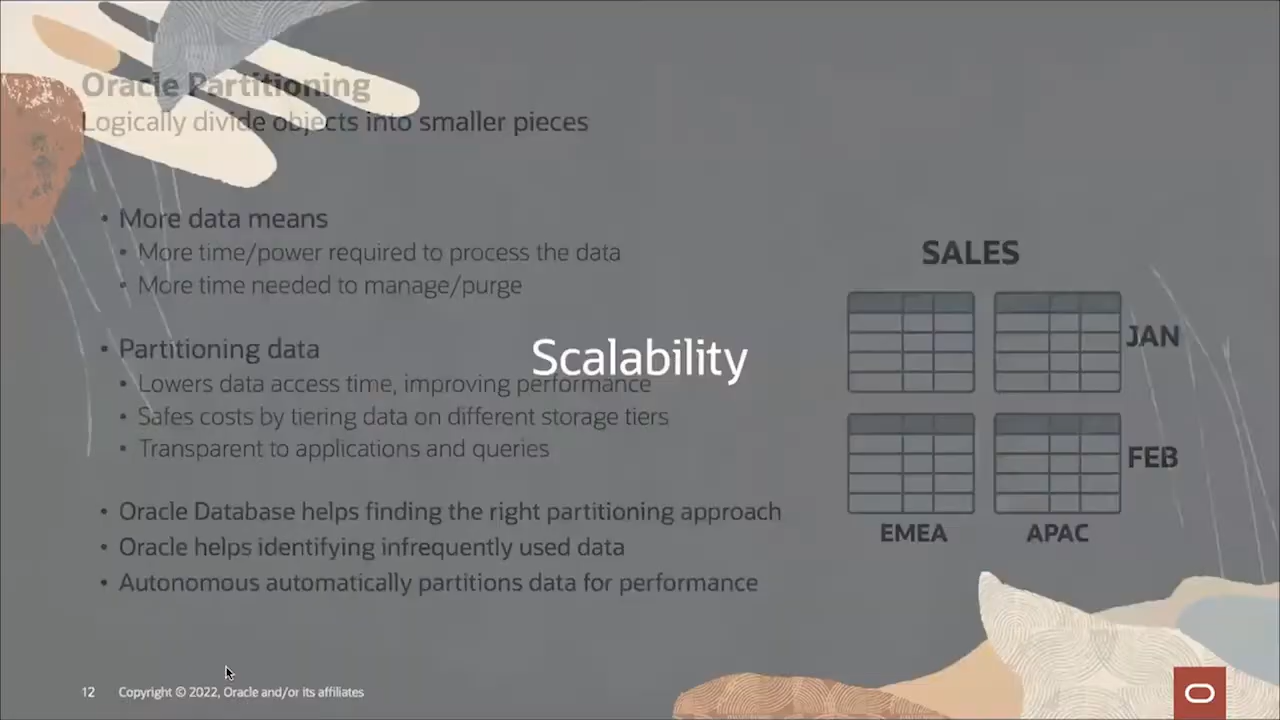 Oracle Partitioning
Logically divide objects into smaller pieces
• More data means
• More time/power required to process the data
• More time needed to manage/purge
• Partitioning data
• Lowers data access time, improving performance
• Safes costs by tiering data on different storage tiers
• Transparent to applications and queries
• Oracle Database helps finding the right partitioning approach
• Oracle helps identifying infrequently used data
• Autonomous automatically partitions data for performance
Scalability
SALES
JAN
FEB
EMEA APAC
12 Copyright © 2022, Oracle and/or its affiliates